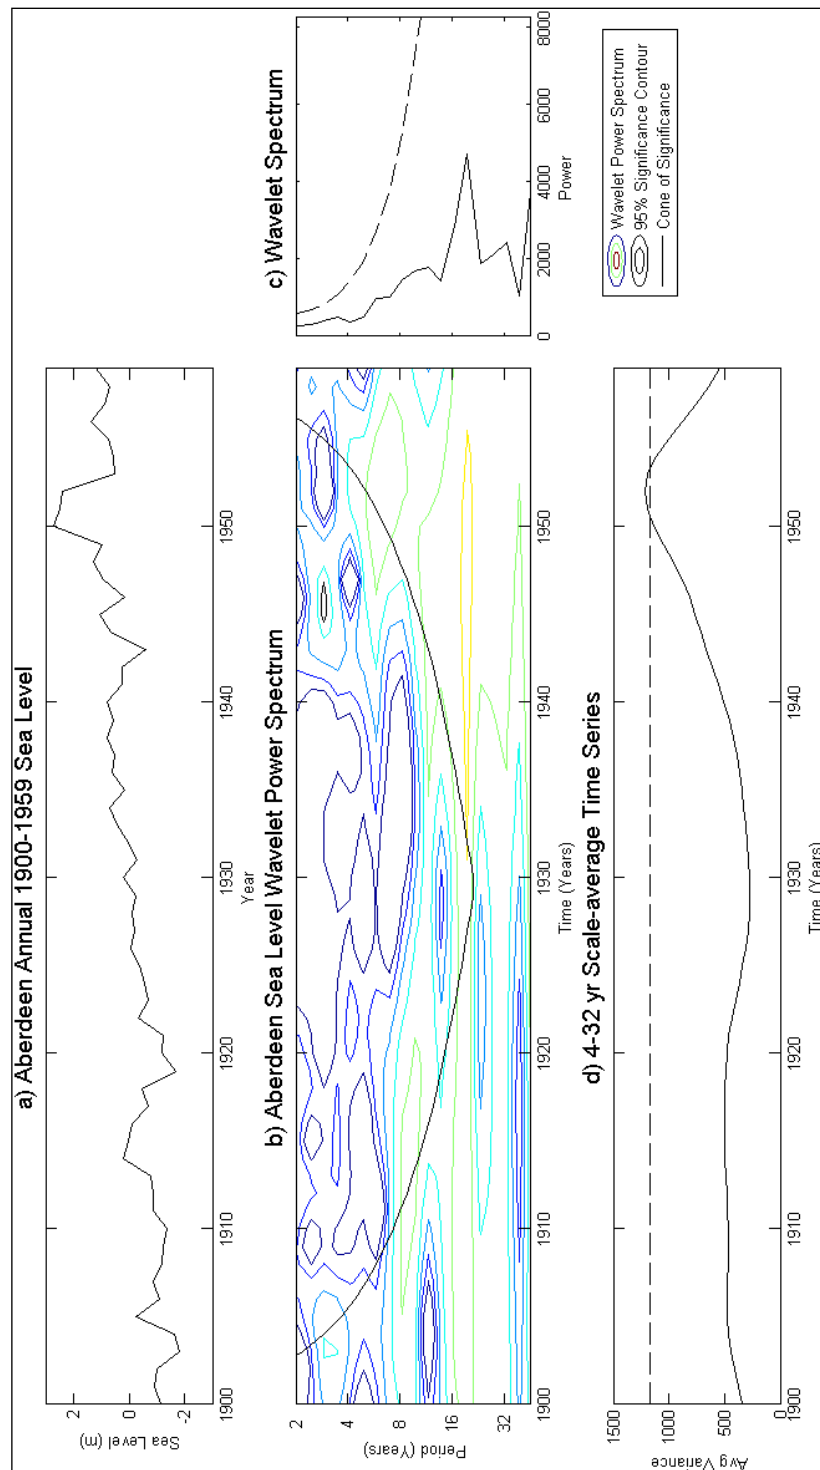 a) Aberdeen Annual 1900-1959 Sea Level
Sea Level (m)
2
0
-2
1900
1910
1920
1930
1940
1950
Year
b) Aberdeen Sea Level Wavelet Power Spectrum
Period (Years)
2
4
8
16
32
1900
1910
1920
1930
1940
1950
Time (Years)
c) Wavelet Spectrum
0
2000
4000
6000
8000
Power
Wavelet Power Spectrum
95% Significance Contour
Cone of Significance
d) 4-32 yr Scale-average Time Series
Avg Variance
1500
1000
500
0
1900
1910
1920
1930
1940
1950
Time (Years)